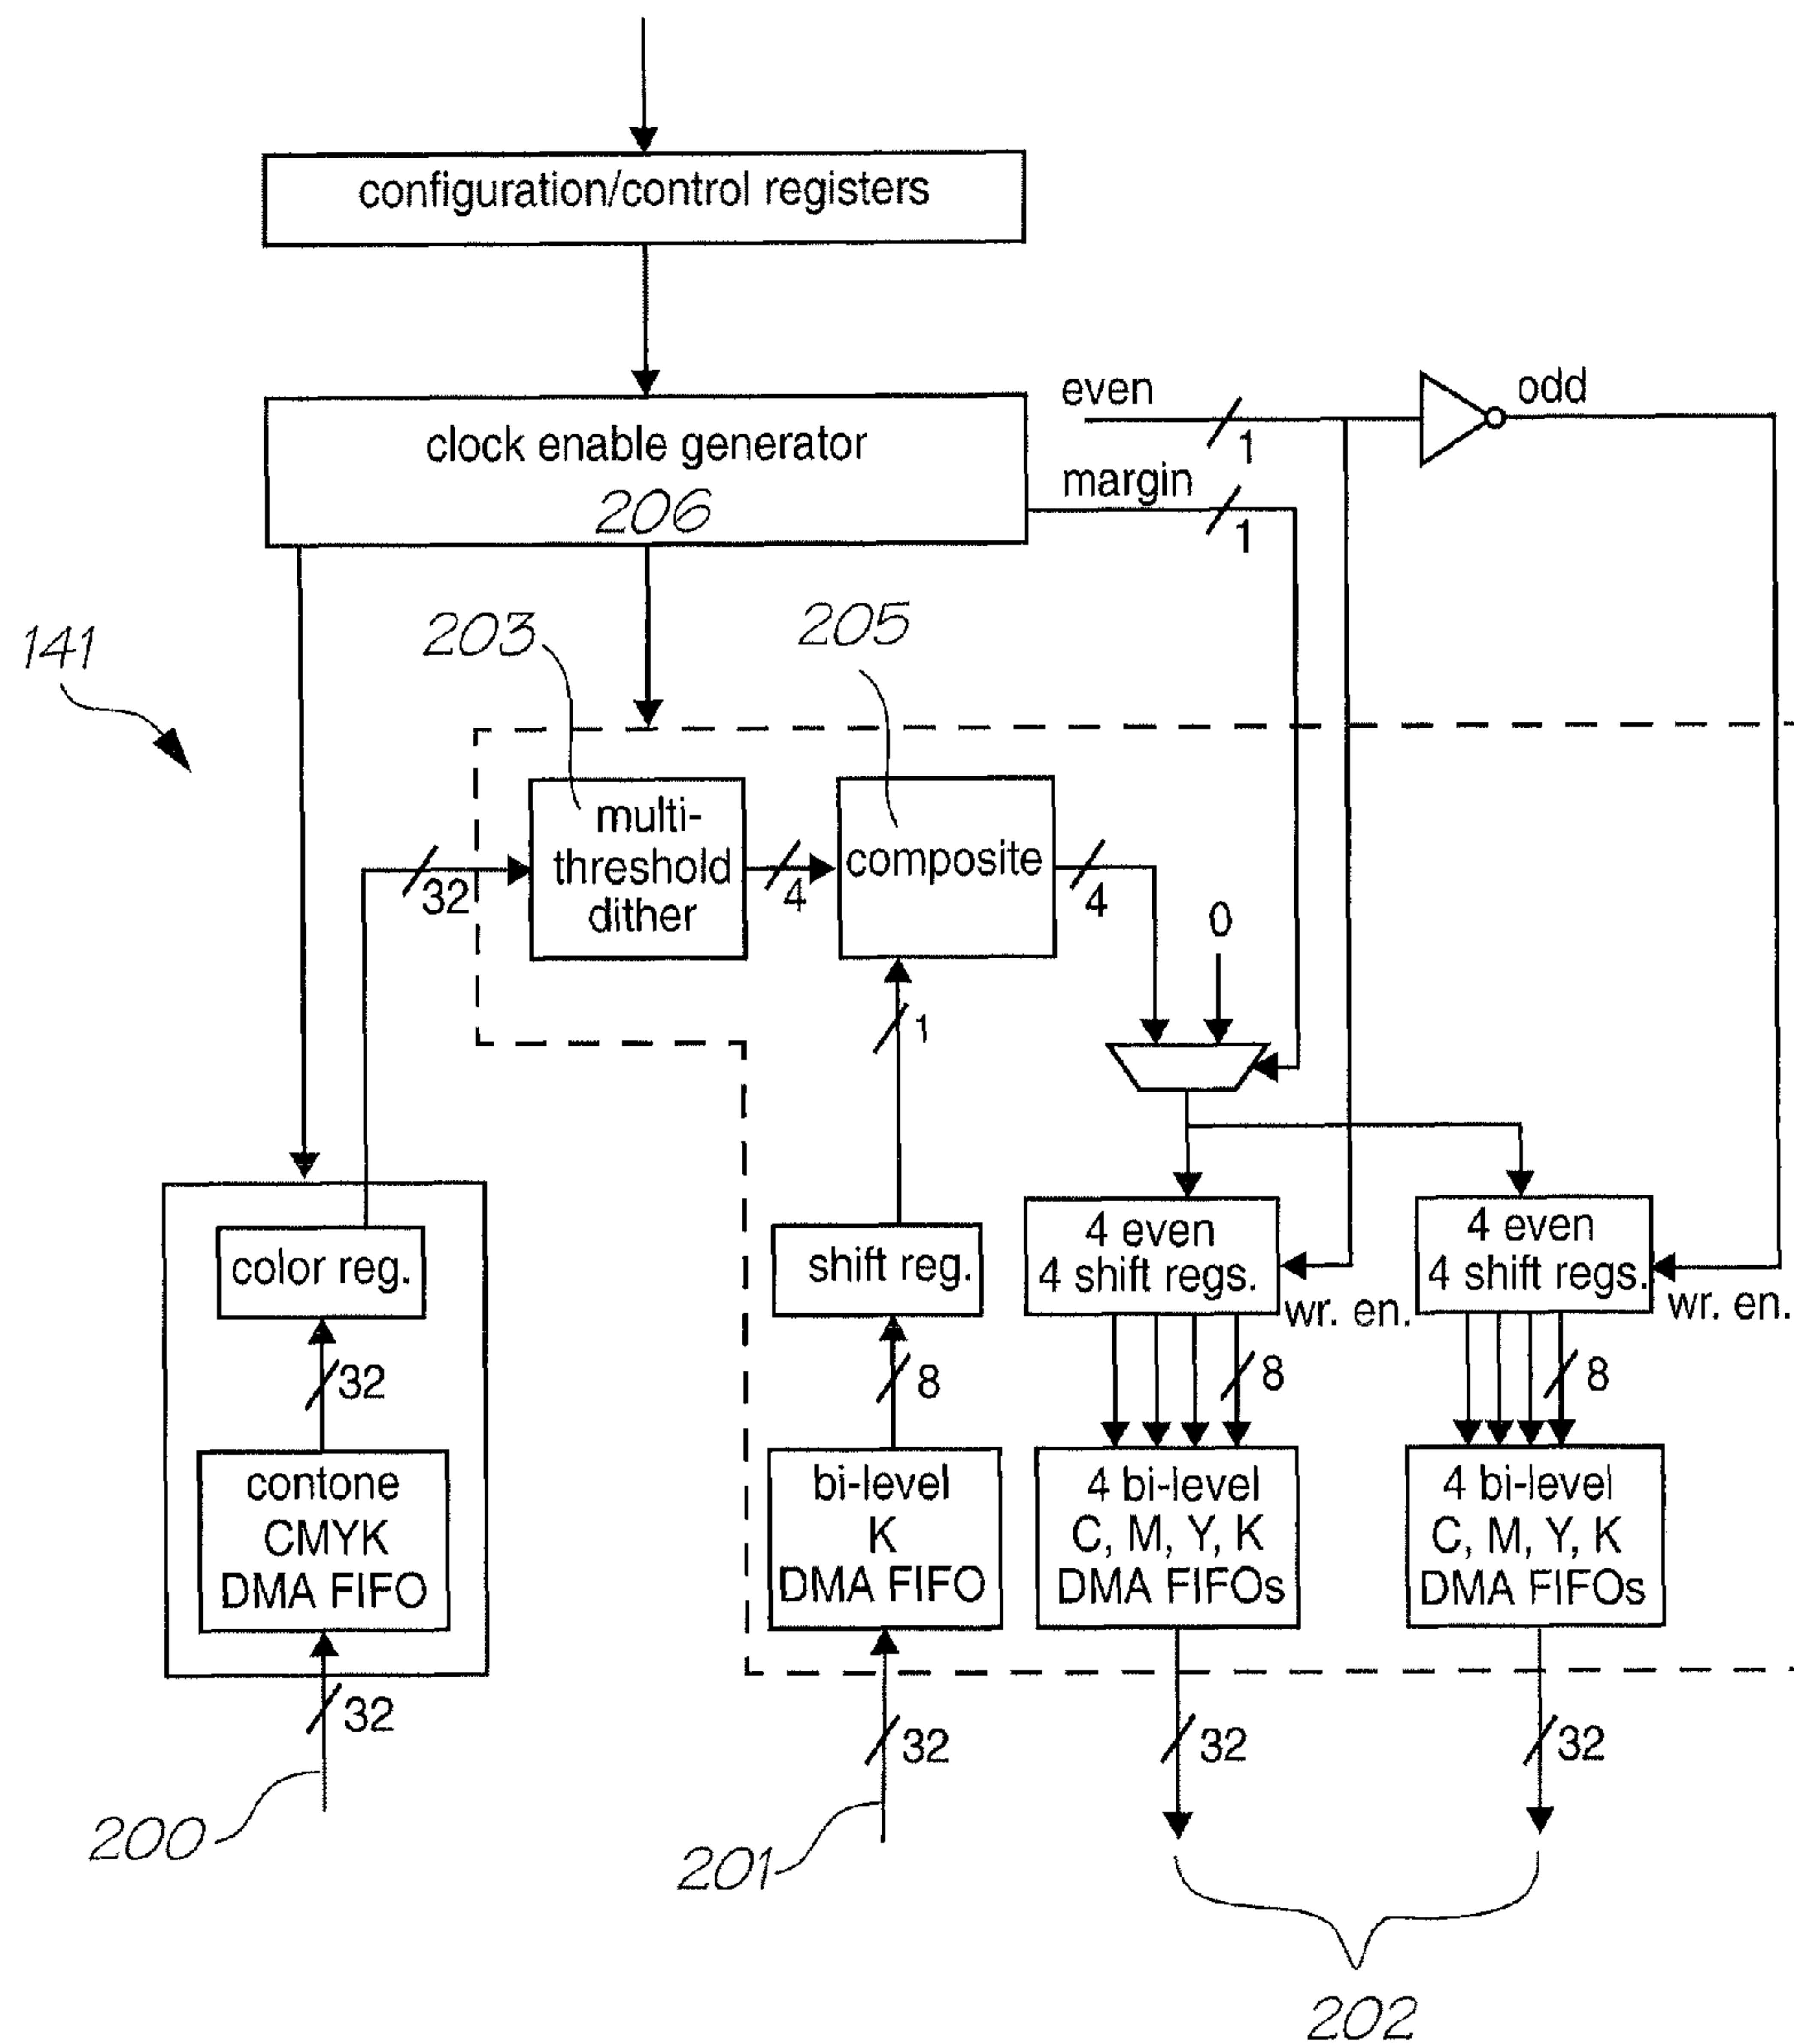 configuration/control registers
clock enable generator
206
even
1
odd
margin
1
141
203
205
multi-
threshold
dither
32
4
composite
4
0
1
color reg.
shift reg.
4 even
4 shift regs.
wr. en.
4 even
4 shift regs.
wr. en.
32
8
8
8
contone
CMYK
DMA FIFO
bi-level
K
DMA FIFO
4 bi-level
C, M, Y, K
DMA FIFOs
4 bi-level
C, M, Y, K
DMA FIFOs
32
32
32
32
200
201
202